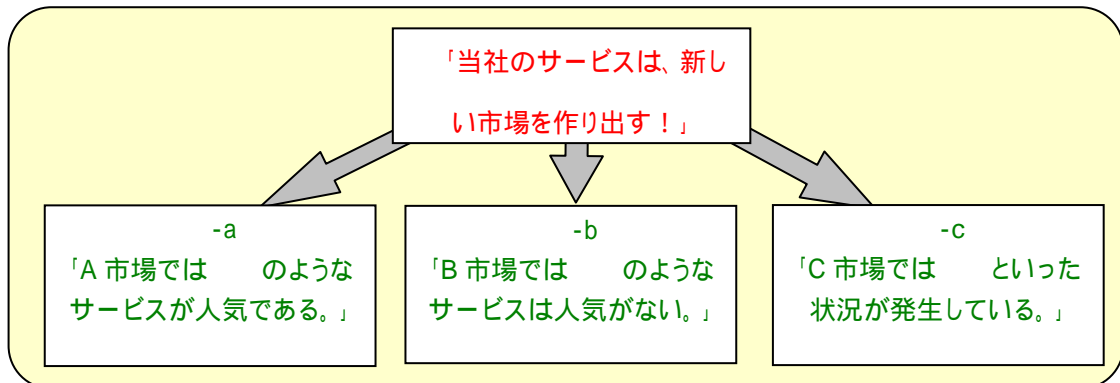 「当社のサービスは、新し
い市場を作り出す！」
-a
「A 市場では　　のような
サービスが人気である。」
-b
「B 市場では　　のような
サービスは人気がない。」
-c
「C 市場では　　といった
状況が発生している。」